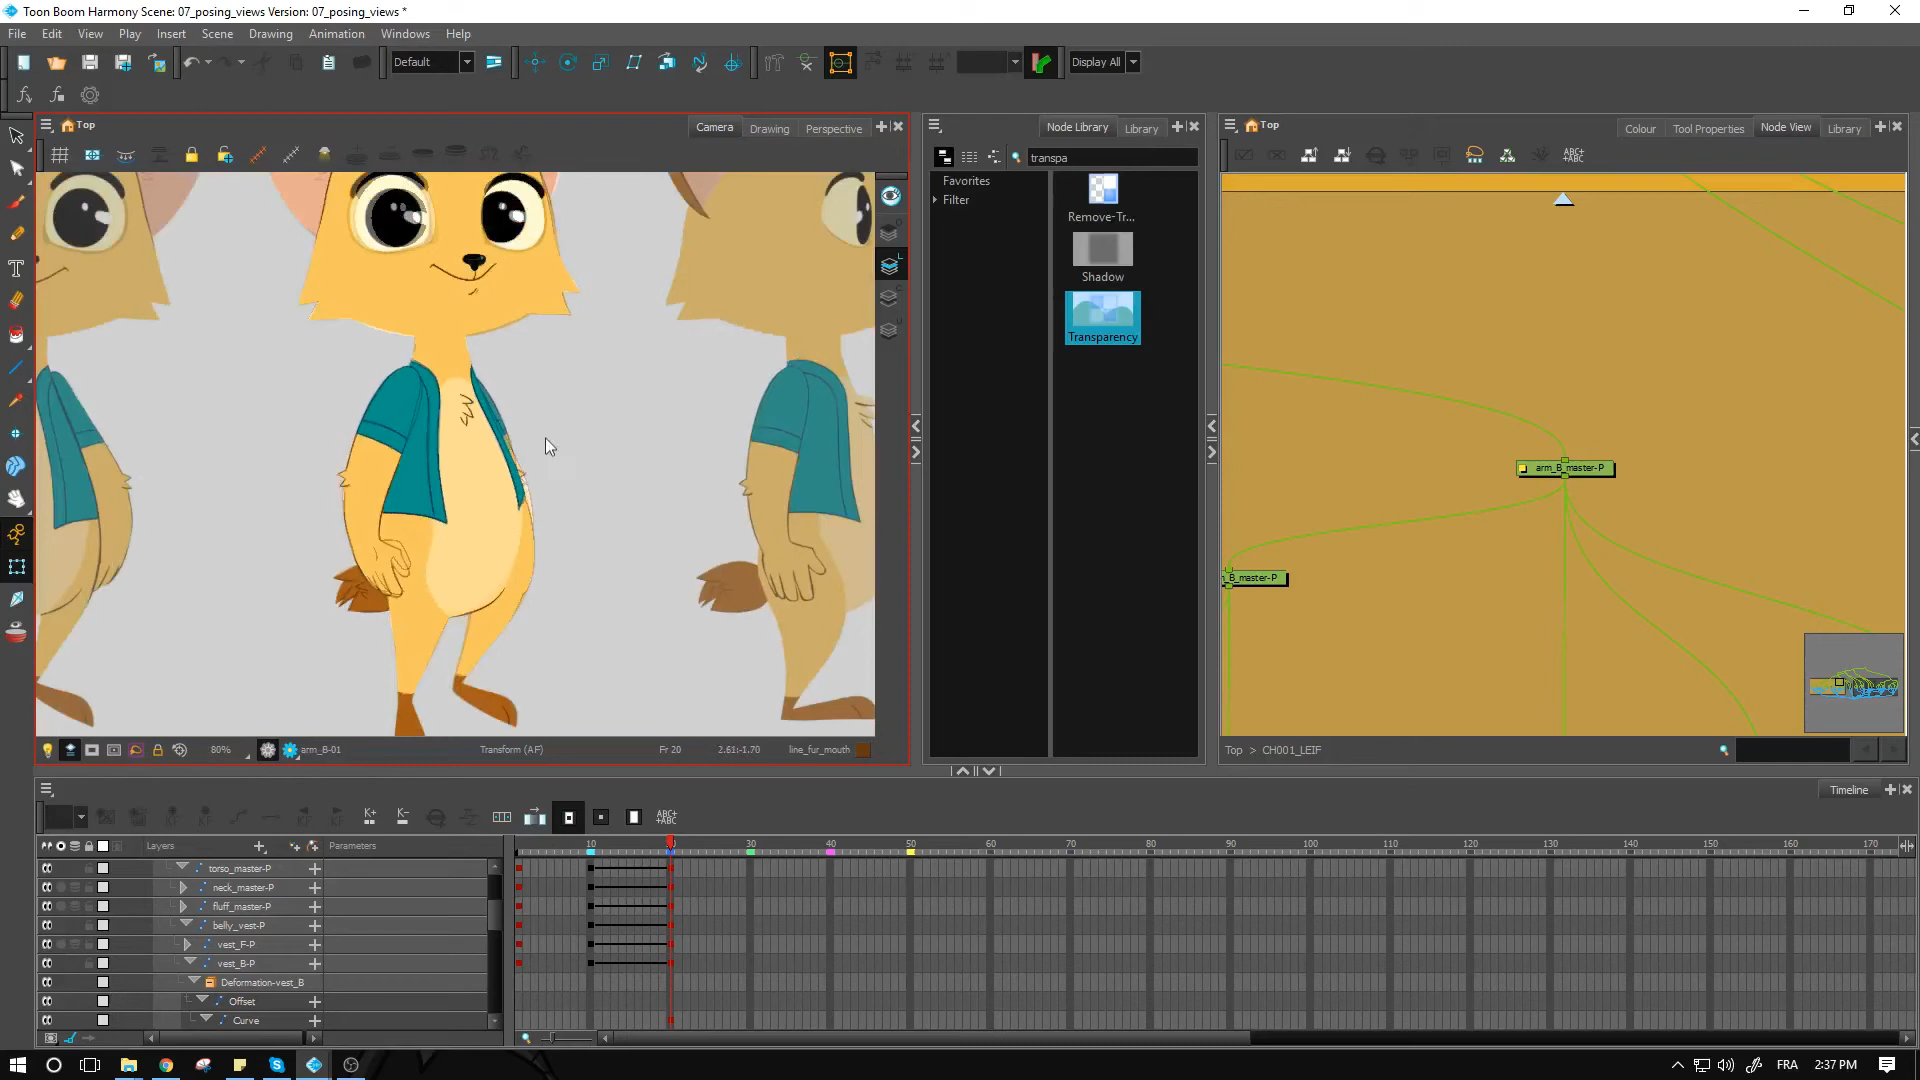 Toon Boom Harmony Scene: 07_posing_views Version: 07_posing_views *
File Edit View Play Insert Scene Drawing Animation Windows Help
Default
Display All
Top
Camera Drawing Perspective
Node Library Library
Top
Colour Tool Properties Node View Library
transpa
ABC+
Favorites
Filter
Remove-Tr...
Shadow
Transparency
arm_B_master-P
_B_master-P
80%
arm_B-01
Transform (AF)
Fr 20
2.61:-1.70
line_fur_mouth
Top > CH001_LEIF
Timeline
K+ K-
ABC+
Layers
Parameters
10 30 40 50 60 70 80 90 100 110 120 130 140 150 160 170
torso_master-P
neck_master-P
fluff_master-P
belly_vest-P
vest_F-P
vest_B-P
Deformation-vest_B
Offset
Curve
FRA
2:37 PM